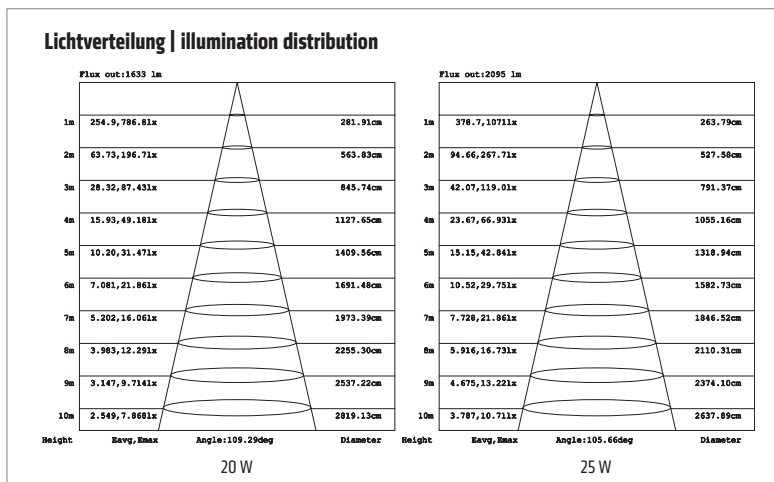 Lichtverteilung | illumination distribution
Flux out:1633 lm
1m 254.9,786.8lx 281.91cm
2m 63.73,196.7lx 563.83cm
3m 28.32,87.43lx 845.74cm
4m 15.93,49.18lx 1127.65cm
5m 10.20,31.47lx 1409.56cm
6m 7.081,21.86lx 1691.48cm
7m 5.202,16.06lx 1973.39cm
8m 3.983,12.29lx 2255.30cm
9m 3.147,9.714lx 2537.22cm
10m 2.549,7.868lx 2819.13cm
Height Eavg,Emax Angle:109.29deg Diameter
20 W
Flux out:2095 lm
1m 378.7,1071lx 263.79cm
2m 94.66,267.7lx 527.58cm
3m 42.07,119.0lx 791.37cm
4m 23.67,66.93lx 1055.16cm
5m 15.15,42.84lx 1318.94cm
6m 10.52,29.75lx 1582.73cm
7m 7.728,21.86lx 1846.52cm
8m 5.916,16.73lx 2110.31cm
9m 4.675,13.22lx 2374.10cm
10m 3.787,10.71lx 2637.89cm
Height Eavg,Emax Angle:105.66deg Diameter
25 W